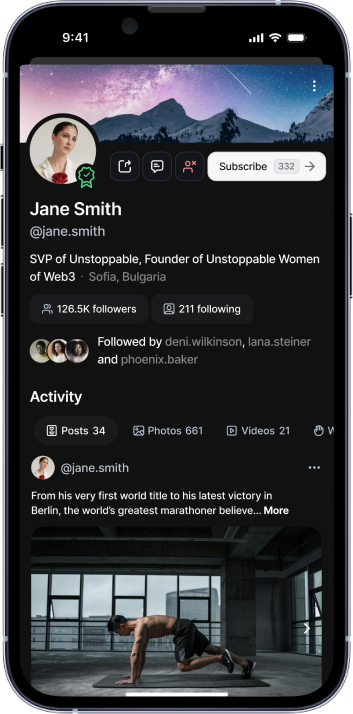 9:41
Subscribe 332
Jane Smith
@jane.smith
SVP of Unstoppable, Founder of Unstoppable Women
of Web3 · Sofia, Bulgaria
126.5K followers 211 following
Followed by deni.wilkinson, lana.steiner
and phoenix.baker
Activity
Posts 34 Photos 661 Videos 21 W
@jane.smith
From his very first world title to his latest victory in
Berlin, the world's greatest marathoner believe... More